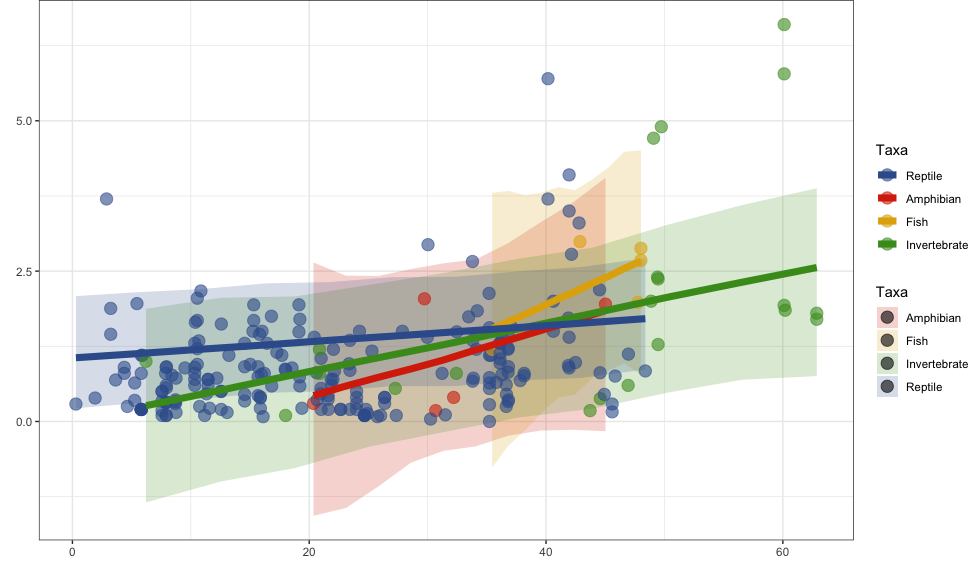 5.0
2.5
0.0
0
20
40
60
Taxa
Reptile
Amphibian
Fish
Invertebrate
Taxa
Amphibian
Fish
Invertebrate
Reptile